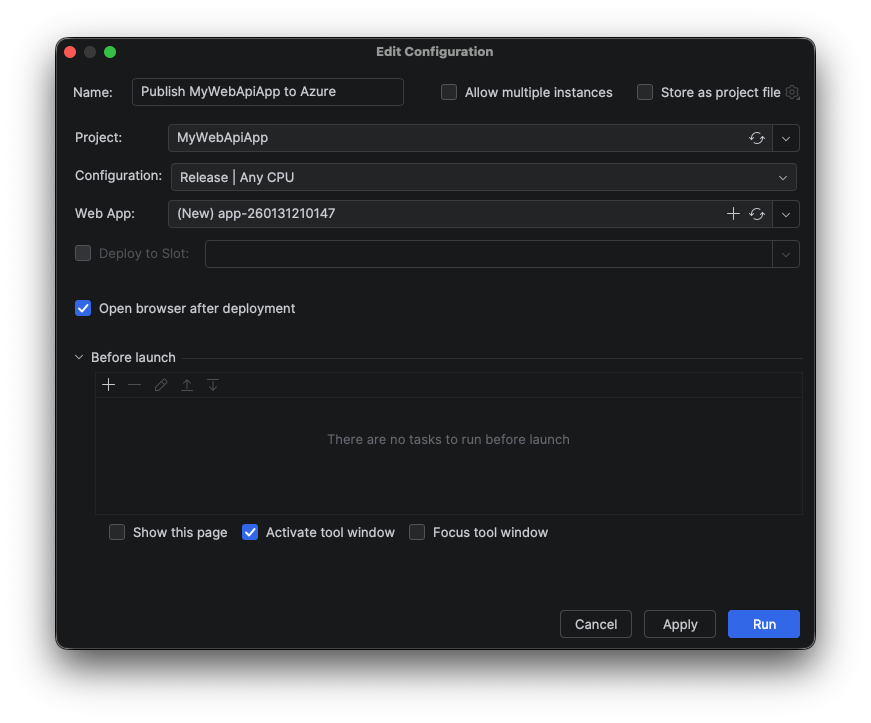 Edit Configuration
Name: Publish MyWebApiApp to Azure Allow multiple instances Store as project file
Project: MyWebApiApp
Configuration: Release | Any CPU
Web App: (New) app-260131210147
Deploy to Slot:
Open browser after deployment
Before launch
There are no tasks to run before launch
Show this page Activate tool window Focus tool window
Cancel Apply Run